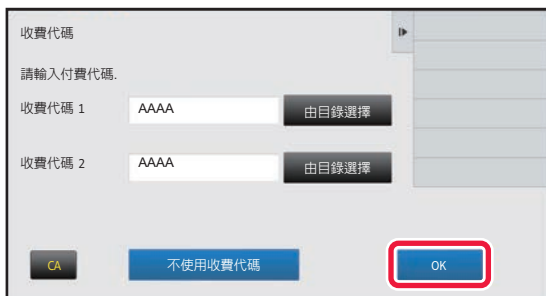 收費代碼
請輸入付費代碼.
收費代碼 1 AAAA 由目錄選擇
收費代碼 2 AAAA 由目錄選擇
CA 不使用收費代碼 OK